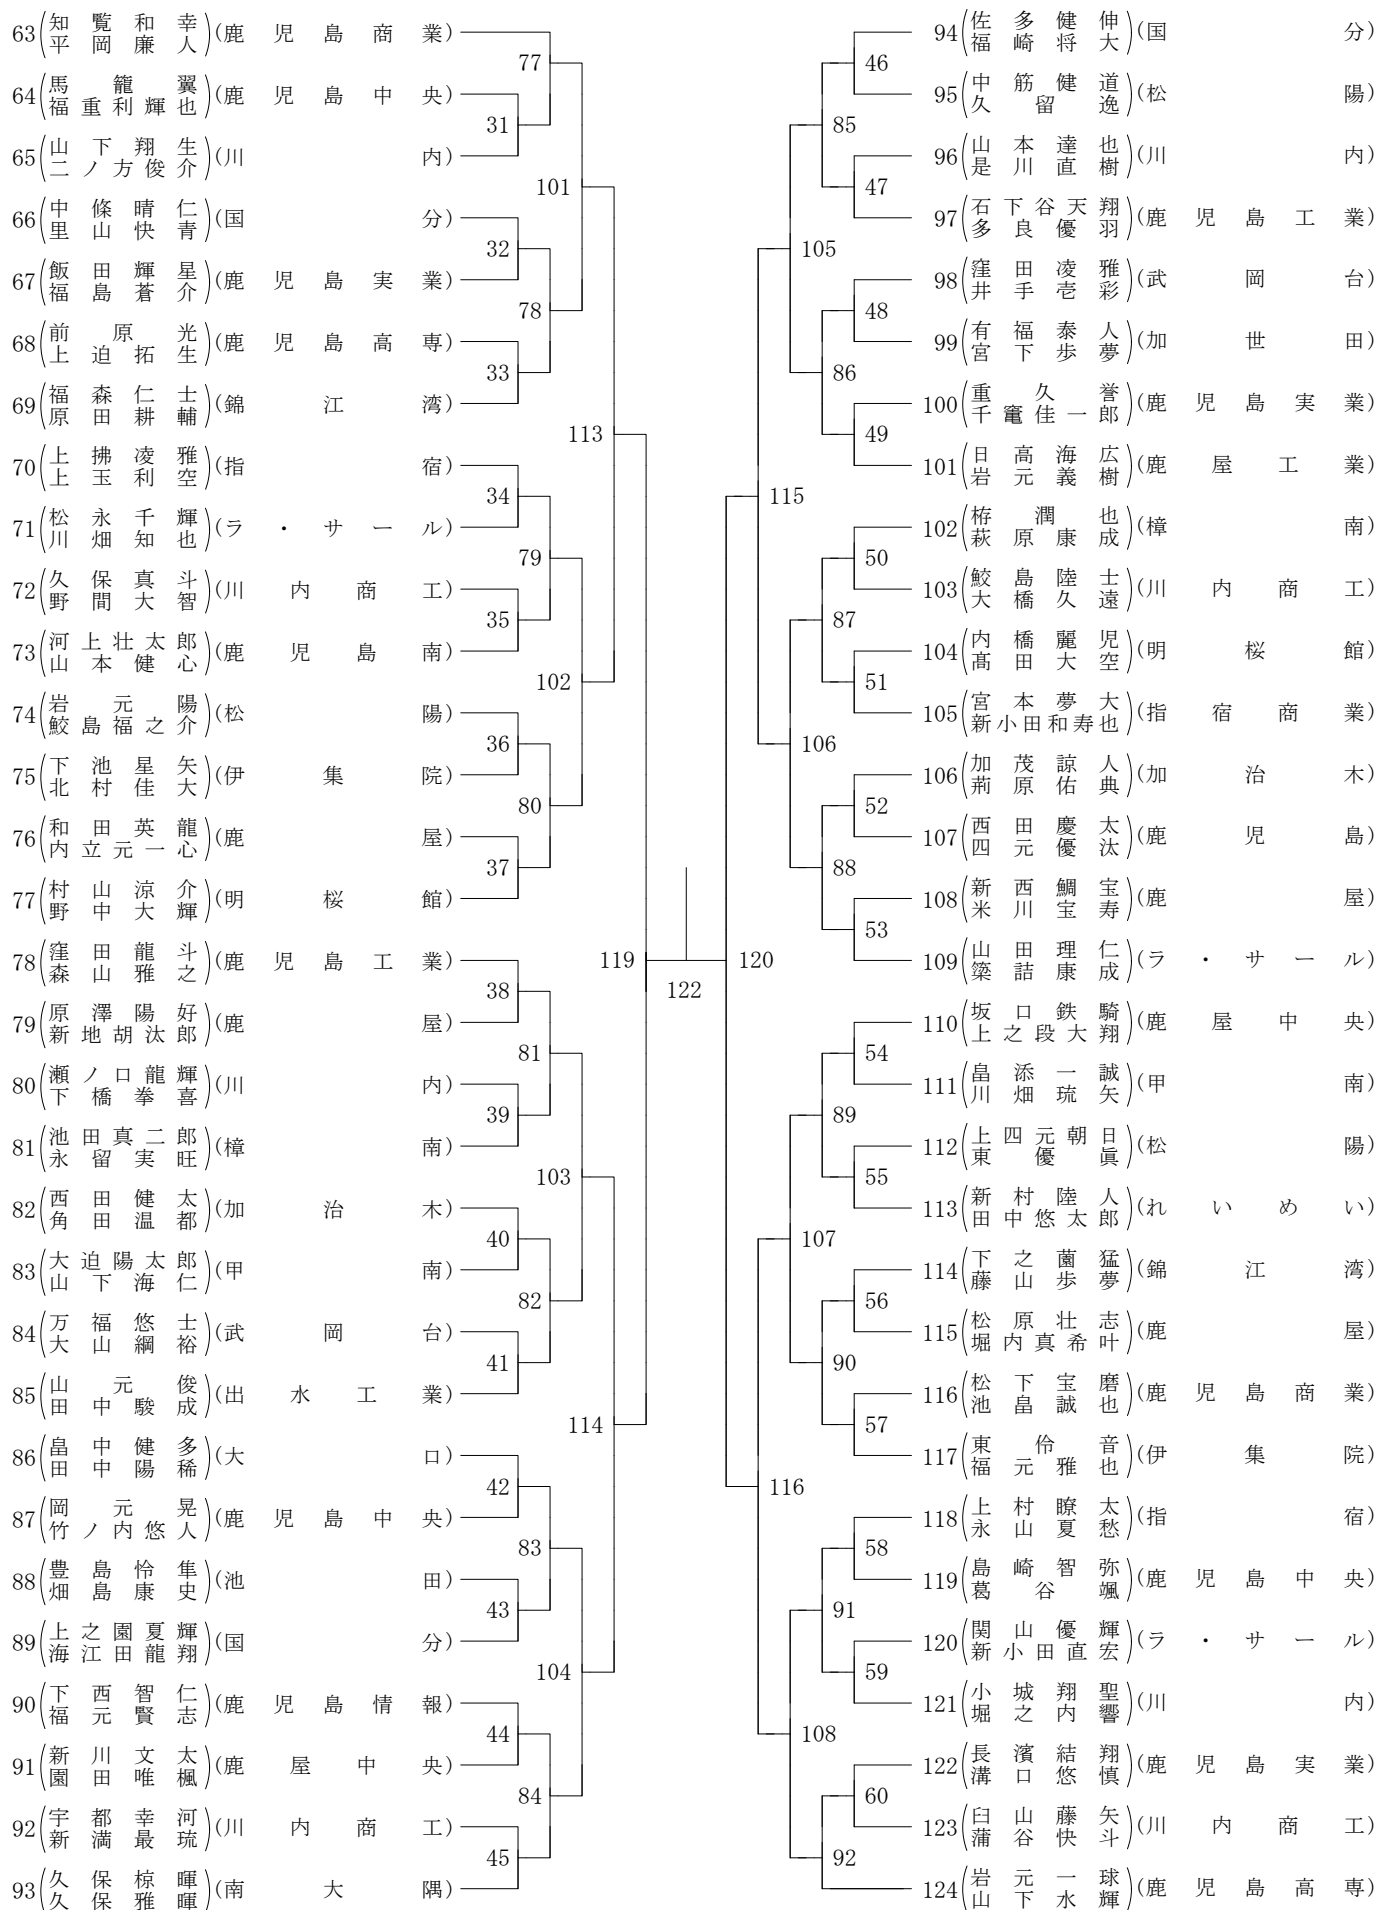 63 知覧和幸 平岡廉人 (鹿児島商業)
64 馬籠翼 福重利輝也 (鹿児島中央)
65 山下翔生 二ノ方俊介 (川内)
66 中條晴仁 里山快青 (国分)
67 飯田輝星 福島蒼介 (鹿児島実業)
68 前原光 上迫拓生 (鹿児島高専)
69 福森仁士 原田耕輔 (錦江湾)
70 上拂凌雅 上玉利空 (指宿)
71 松永千輝 川畑知也 (ラ・サール)
72 久保真斗 野間大智 (川内商工)
73 河上壮太郎 山本健心 (鹿児島南)
74 岩元陽 鮫島福之介 (松陽)
75 下池星矢 北村佳大 (伊集院)
76 和田英龍 内立元一心 (鹿屋)
77 村山涼介 野中大輝 (明桜館)
78 窪田龍斗 森山雅之 (鹿児島工業)
79 原澤陽好 新地胡汰郎 (鹿屋)
80 瀬ノ口龍輝 下橋拳喜 (川内)
81 池田真二郎 永留実旺 (樟南)
82 西田健太 角田温都 (加治木)
83 大迫陽太郎 山下海仁 (甲南)
84 万福悠士 大山綱裕 (武岡台)
85 山元俊 田中駿成 (出水工業)
86 畠中健多 田中陽稀 (大口)
87 岡元晃 竹ノ内悠人 (鹿児島中央)
88 豊島怜隼 畑島康史 (池田)
89 上之園夏輝 海江田龍翔 (国分)
90 下西智仁 福元賢志 (鹿児島情報)
91 新川文太 園田唯楓 (鹿屋中央)
92 宇都幸河 新満最琉 (川内商工)
93 久保椋暉 久保雅暉 (南大隅)
77
31
101
32
78
33
113
34
79
35
102
36
80
37
119
38
81
39
103
40
82
41
114
42
83
43
104
44
84
45
122
120
46
85
47
105
48
86
49
115
50
87
51
106
52
88
53
54
89
55
107
56
90
57
116
58
91
59
108
60
92
94 佐多健伸 福崎将大 (国分)
95 中筋健道 久留逸 (松陽)
96 山本達也 是川直樹 (川内)
97 石下谷天翔 多良優羽 (鹿児島工業)
98 窪田凌雅 井手壱彩 (武岡台)
99 有福泰人 宮下歩夢 (加世田)
100 重久誉 千竃佳一郎 (鹿児島実業)
101 日高海広 岩元義樹 (鹿屋工業)
102 栫潤也 萩原康成 (樟南)
103 鮫島陸士 大橋久遠 (川内商工)
104 内橋麗児 髙田大空 (明桜館)
105 宮本夢大 新小田和寿也 (指宿商業)
106 加茂諒人 荊原佑典 (加治木)
107 西田慶太 四元優汰 (鹿児島)
108 新西鯛宝 米川宝寿 (鹿屋)
109 山田理仁 築詰康成 (ラ・サール)
110 坂口鉄騎 上之段大翔 (鹿屋中央)
111 畠添一誠 川畑琉矢 (甲南)
112 上四元朝日 東優眞 (松陽)
113 新村陸人 田中悠太郎 (れいめい)
114 下之薗猛 藤山歩夢 (錦江湾)
115 松原壮志 堀内真希叶 (鹿屋)
116 松下宝磨 池畠誠也 (鹿児島商業)
117 東伶音 福元雅也 (伊集院)
118 上村瞭太 永山夏愁 (指宿)
119 島崎智弥 葛谷颯 (鹿児島中央)
120 関山優輝 新小田直宏 (ラ・サール)
121 小城翔聖 堀之内響 (川内)
122 長濱結翔 溝口悠慎 (鹿児島実業)
123 臼山藤矢 蒲谷快斗 (川内商工)
124 岩元一球 山下水輝 (鹿児島高専)